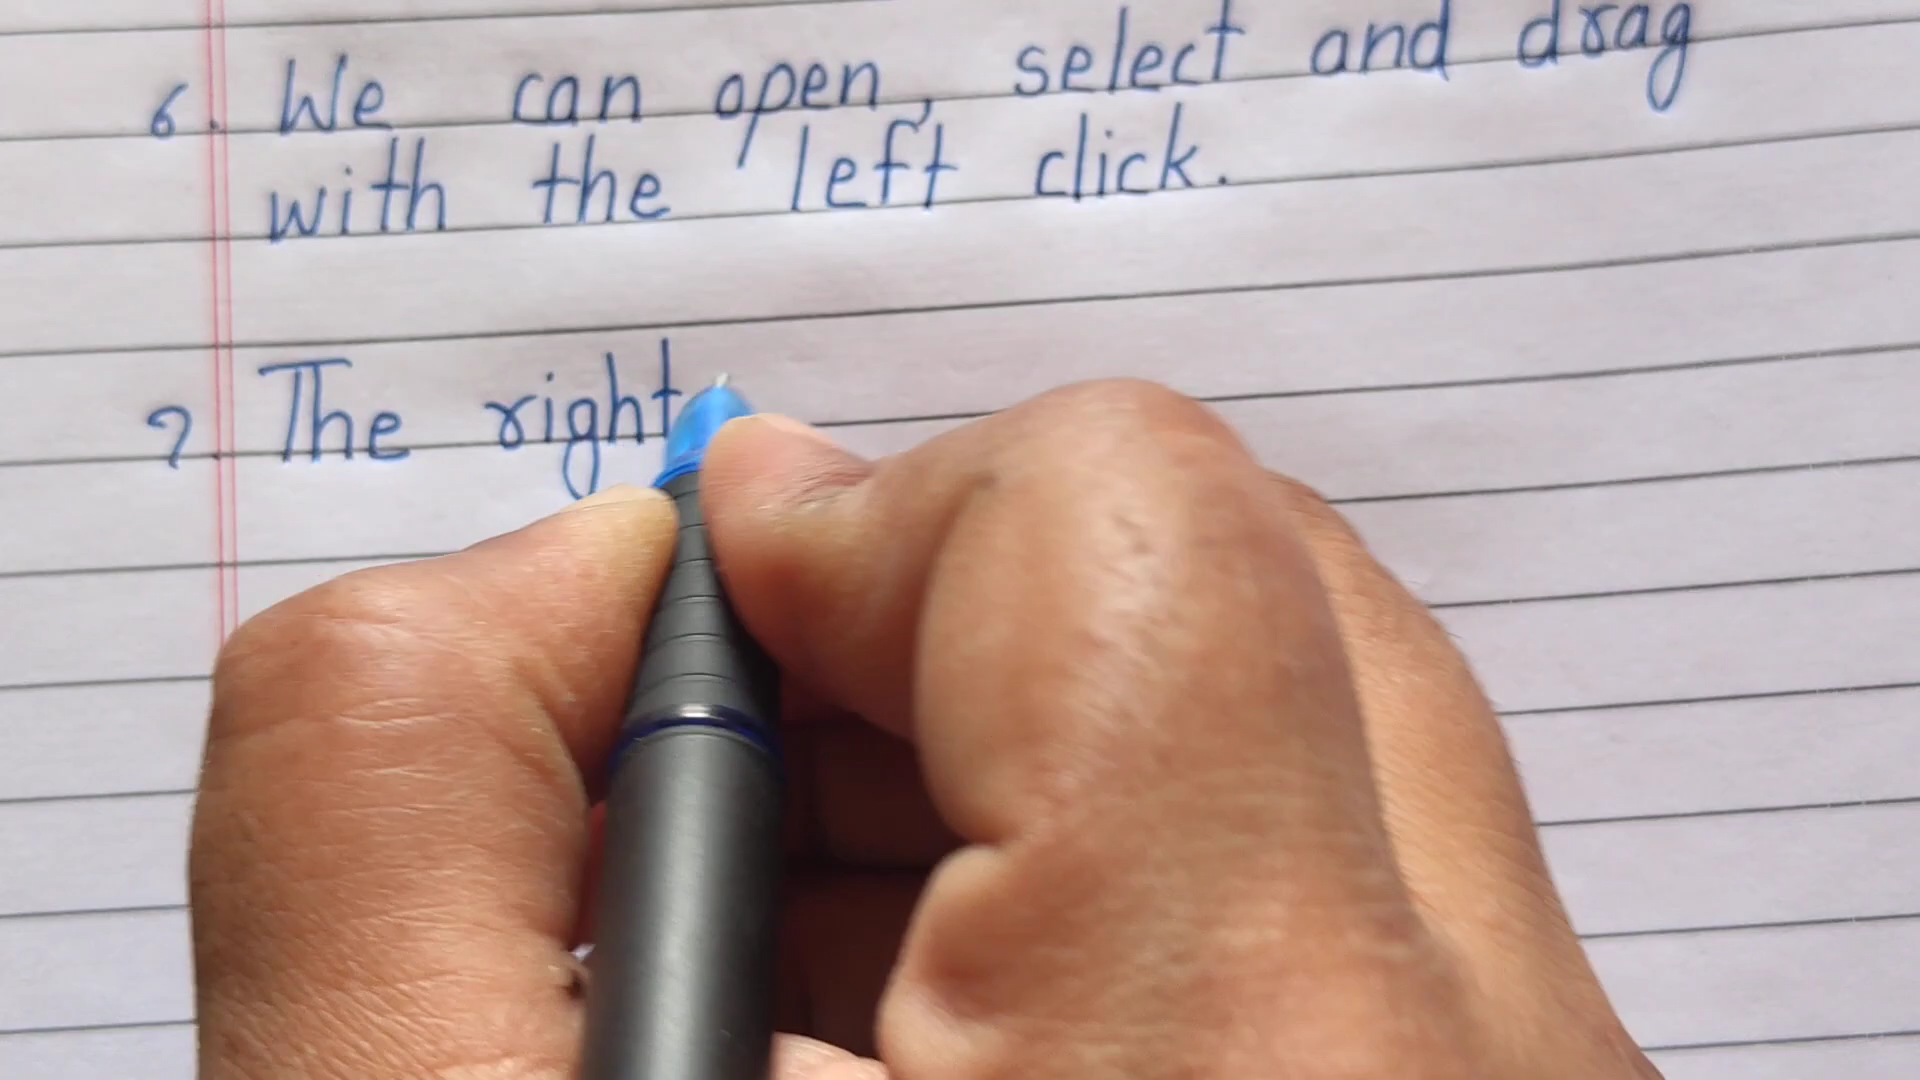 6. We can open, select and drag
with the left click.
7. The right